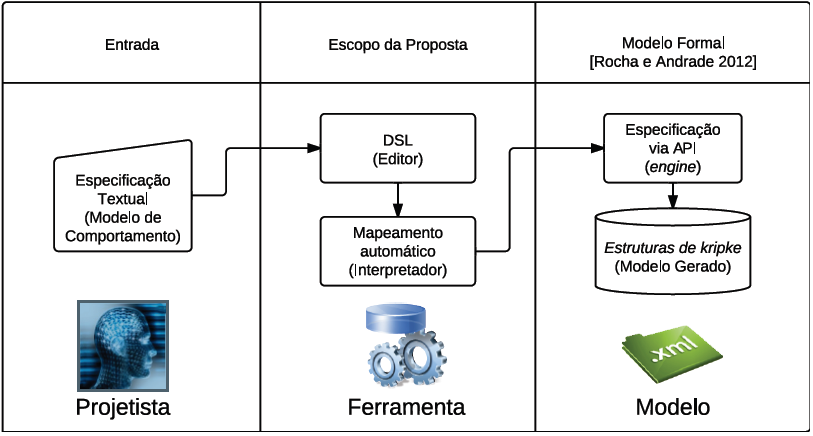 Entrada
Escopo da Proposta
Modelo Formal
[Rocha e Andrade 2012]
Especificação
Textual
(Modelo de
Comportamento)
DSL
(Editor)
Mapeamento
automático
(Interpretador)
Especificação
via API
(engine)
Estruturas de kripke
(Modelo Gerado)
.xml
Projetista
Ferramenta
Modelo